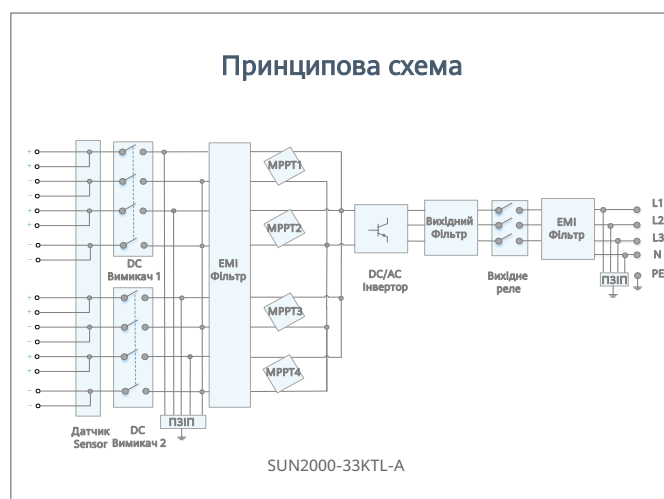 Принципова схема
MPPT1
MPPT2
MPPT3
MPPT4
EMI
Фільтр
DC
Вимикач 1
DC/AC
Інвертор
Вихідний
Фільтр
Вихідне
реле
EMI
Фільтр
L1
L2
L3
N
PE
ПЗІП
ПЗІП
Датчик
Sensor
DC
Вимикач 2
SUN2000-33KTL-A